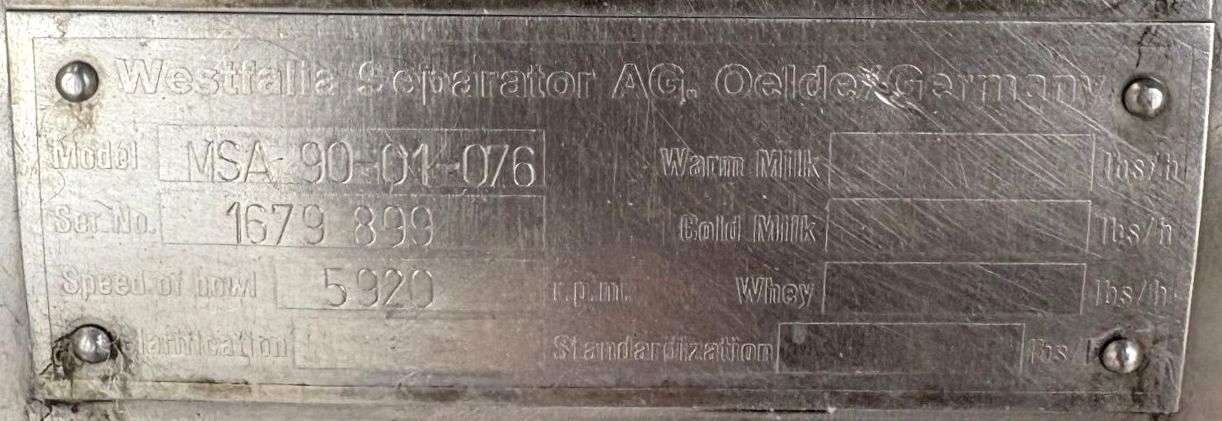 Westfalia Separator AG. Oelde/Germany
Model MSA 90-01-076 Warm Milk lbs/h
Ser. No. 1679 899 Cold Milk lbs/h
Speed of bowl 5920 r.p.m. Whey lbs/h
Clarification Standardization lbs/h